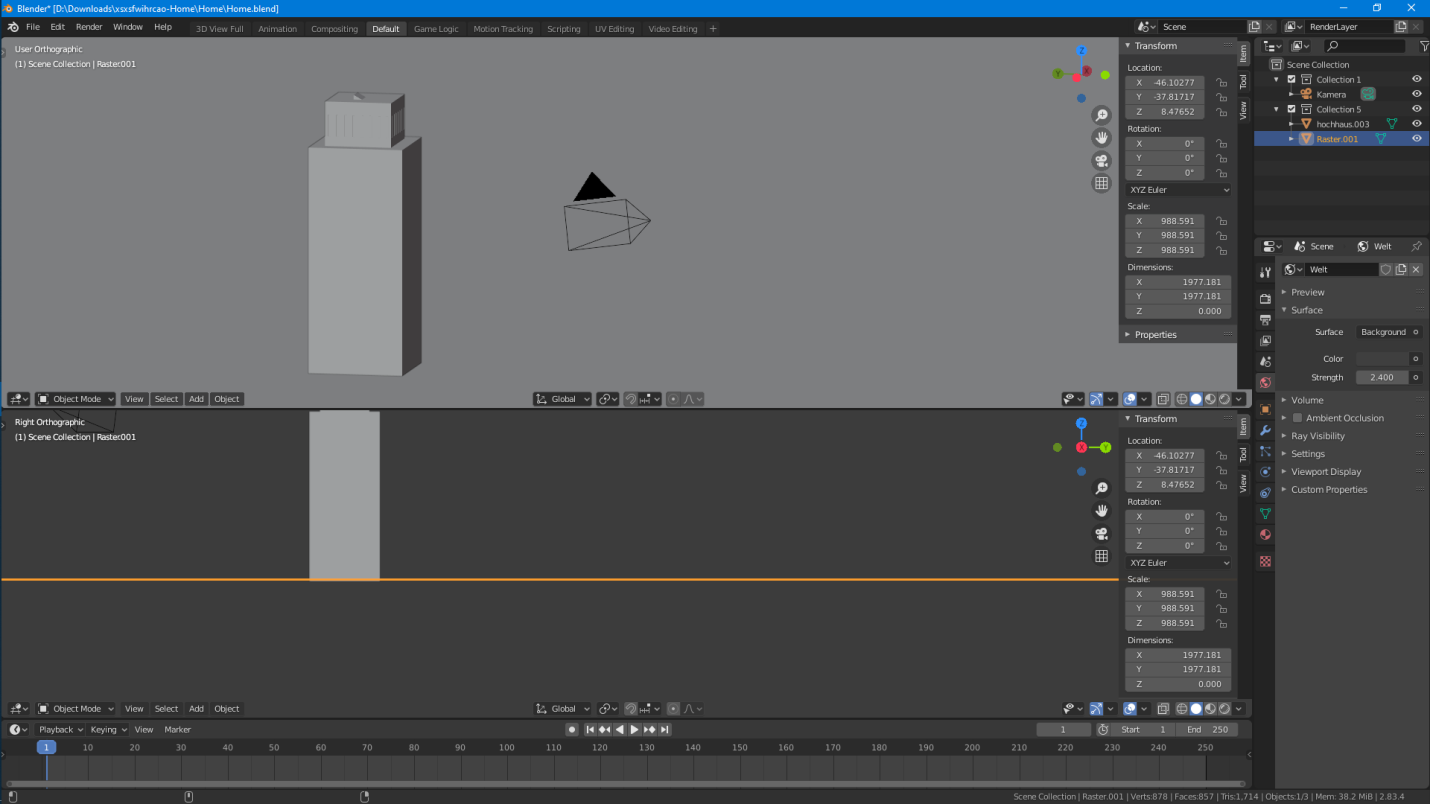 Blender* [D:\Downloads\xsxsfwihrcao-Home\Home\Home.blend]
File Edit Render Window Help
3D View Full Animation Compositing Default Game Logic Motion Tracking Scripting UV Editing Video Editing +
Scene
RenderLayer
User Orthographic
(1) Scene Collection | Raster.001
Z
Y
X
Transform
Location:
X -46.10277
Y -37.81717
Z 8.47652
Rotation:
X 0°
Y 0°
Z 0°
XYZ Euler
Scale:
X 988.591
Y 988.591
Z 988.591
Dimensions:
X 1977.181
Y 1977.181
Z 0.000
Properties
Item
Tool
View
Object Mode View Select Add Object
Global
Right Orthographic
(1) Scene Collection | Raster.001
Z
X
Y
Transform
Location:
X -46.10277
Y -37.81717
Z 8.47652
Rotation:
X 0°
Y 0°
Z 0°
XYZ Euler
Scale:
X 988.591
Y 988.591
Z 988.591
Dimensions:
X 1977.181
Y 1977.181
Z 0.000
Item
Tool
View
Object Mode View Select Add Object
Global
Scene Collection
Collection 1
Kamera
Collection 5
hochhaus.003
Raster.001
Scene Welt
Welt
Preview
Surface
Surface Background
Color
Strength 2.400
Volume
Ambient Occlusion
Ray Visibility
Settings
Viewport Display
Custom Properties
Playback Keying View Marker
1 Start 1 End 250
1 10 20 30 40 50 60 70 80 90 100 110 120 130 140 150 160 170 180 190 200 210 220 230 240 250
Scene Collection | Raster.001 | Verts:878 | Faces:857 | Tris:1.714 | Objects:1/3 | Mem: 38.2 MiB | 2.83.4